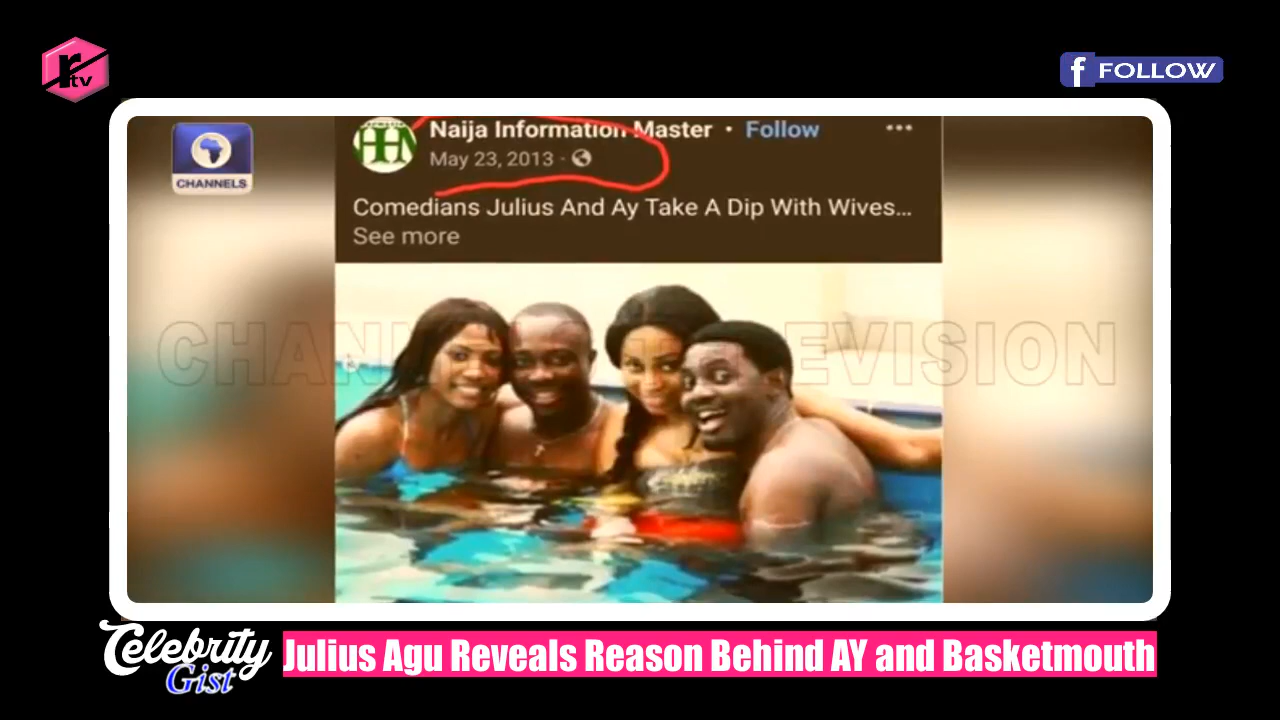 r
tv
f FOLLOW
CHANNELS
Naija Information Master • Follow
May 23, 2013 ·
Comedians Julius And Ay Take A Dip With Wives...
See more
Celebrity
Gist
Julius Agu Reveals Reason Behind AY and Basketmouth